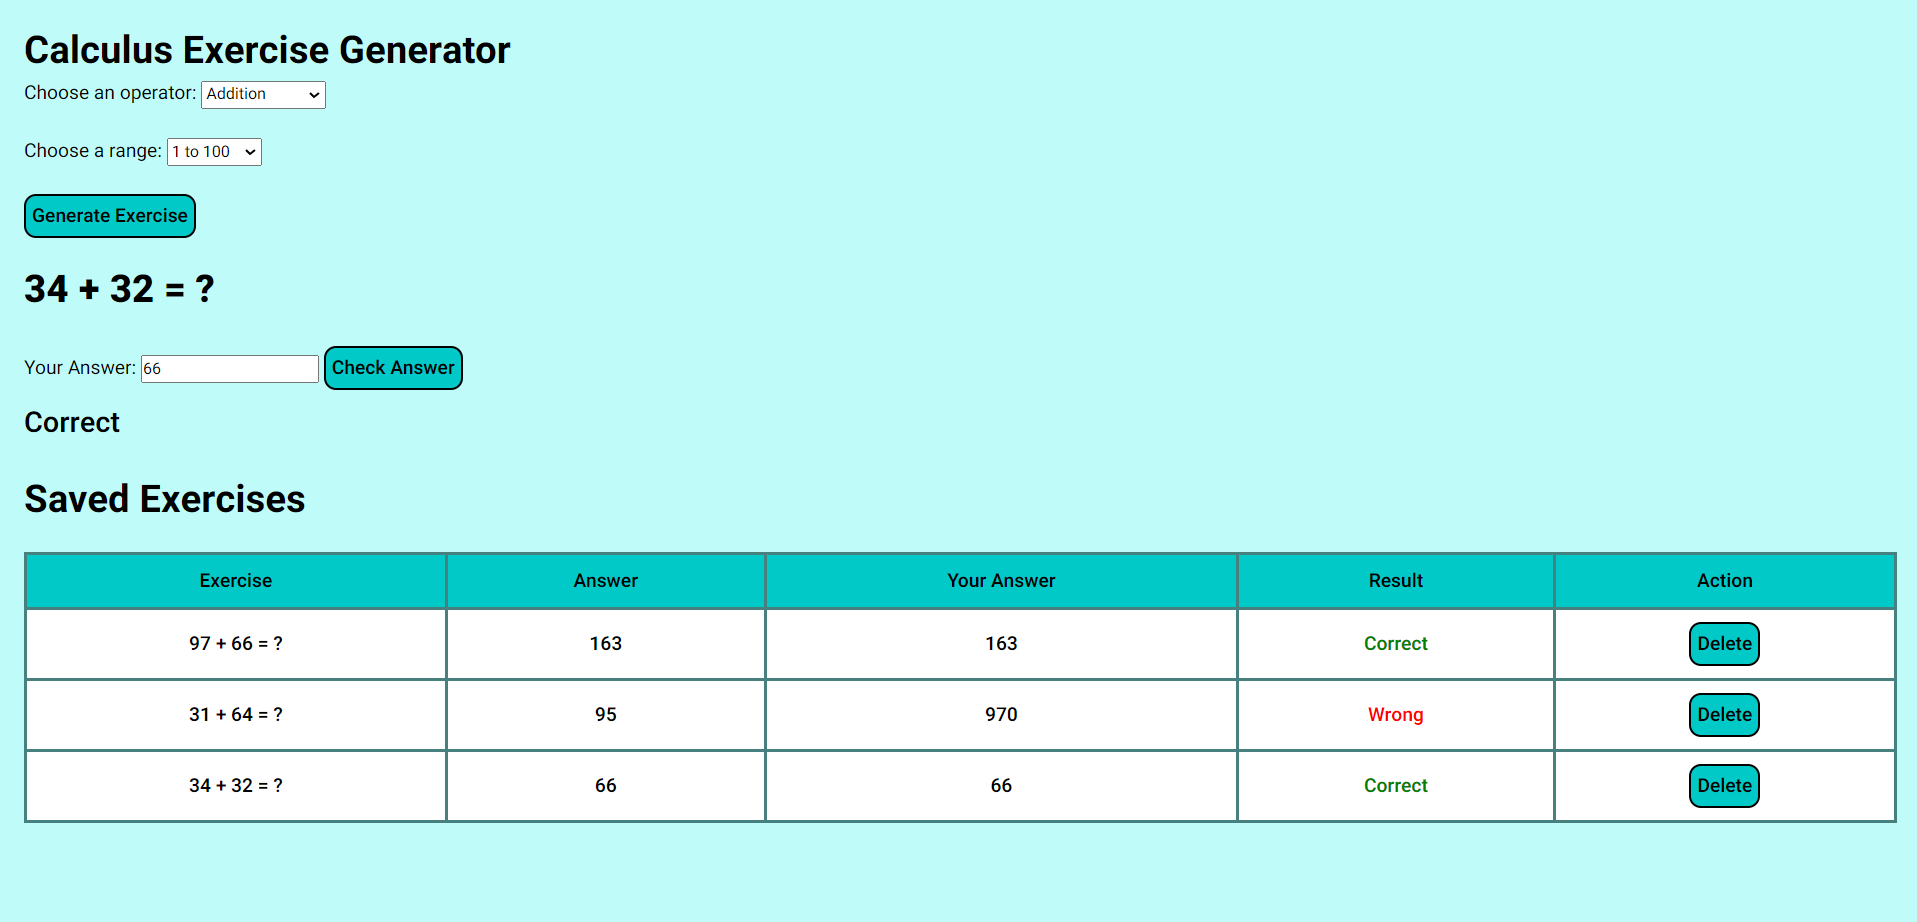 Calculus Exercise Generator
Choose an operator: Addition
Choose a range: 1 to 100
Generate Exercise
34 + 32 = ?
Your Answer: 66 Check Answer
Correct
Saved Exercises
Exercise Answer Your Answer Result Action
97 + 66 = ? 163 163 Correct Delete
31 + 64 = ? 95 970 Wrong Delete
34 + 32 = ? 66 66 Correct Delete